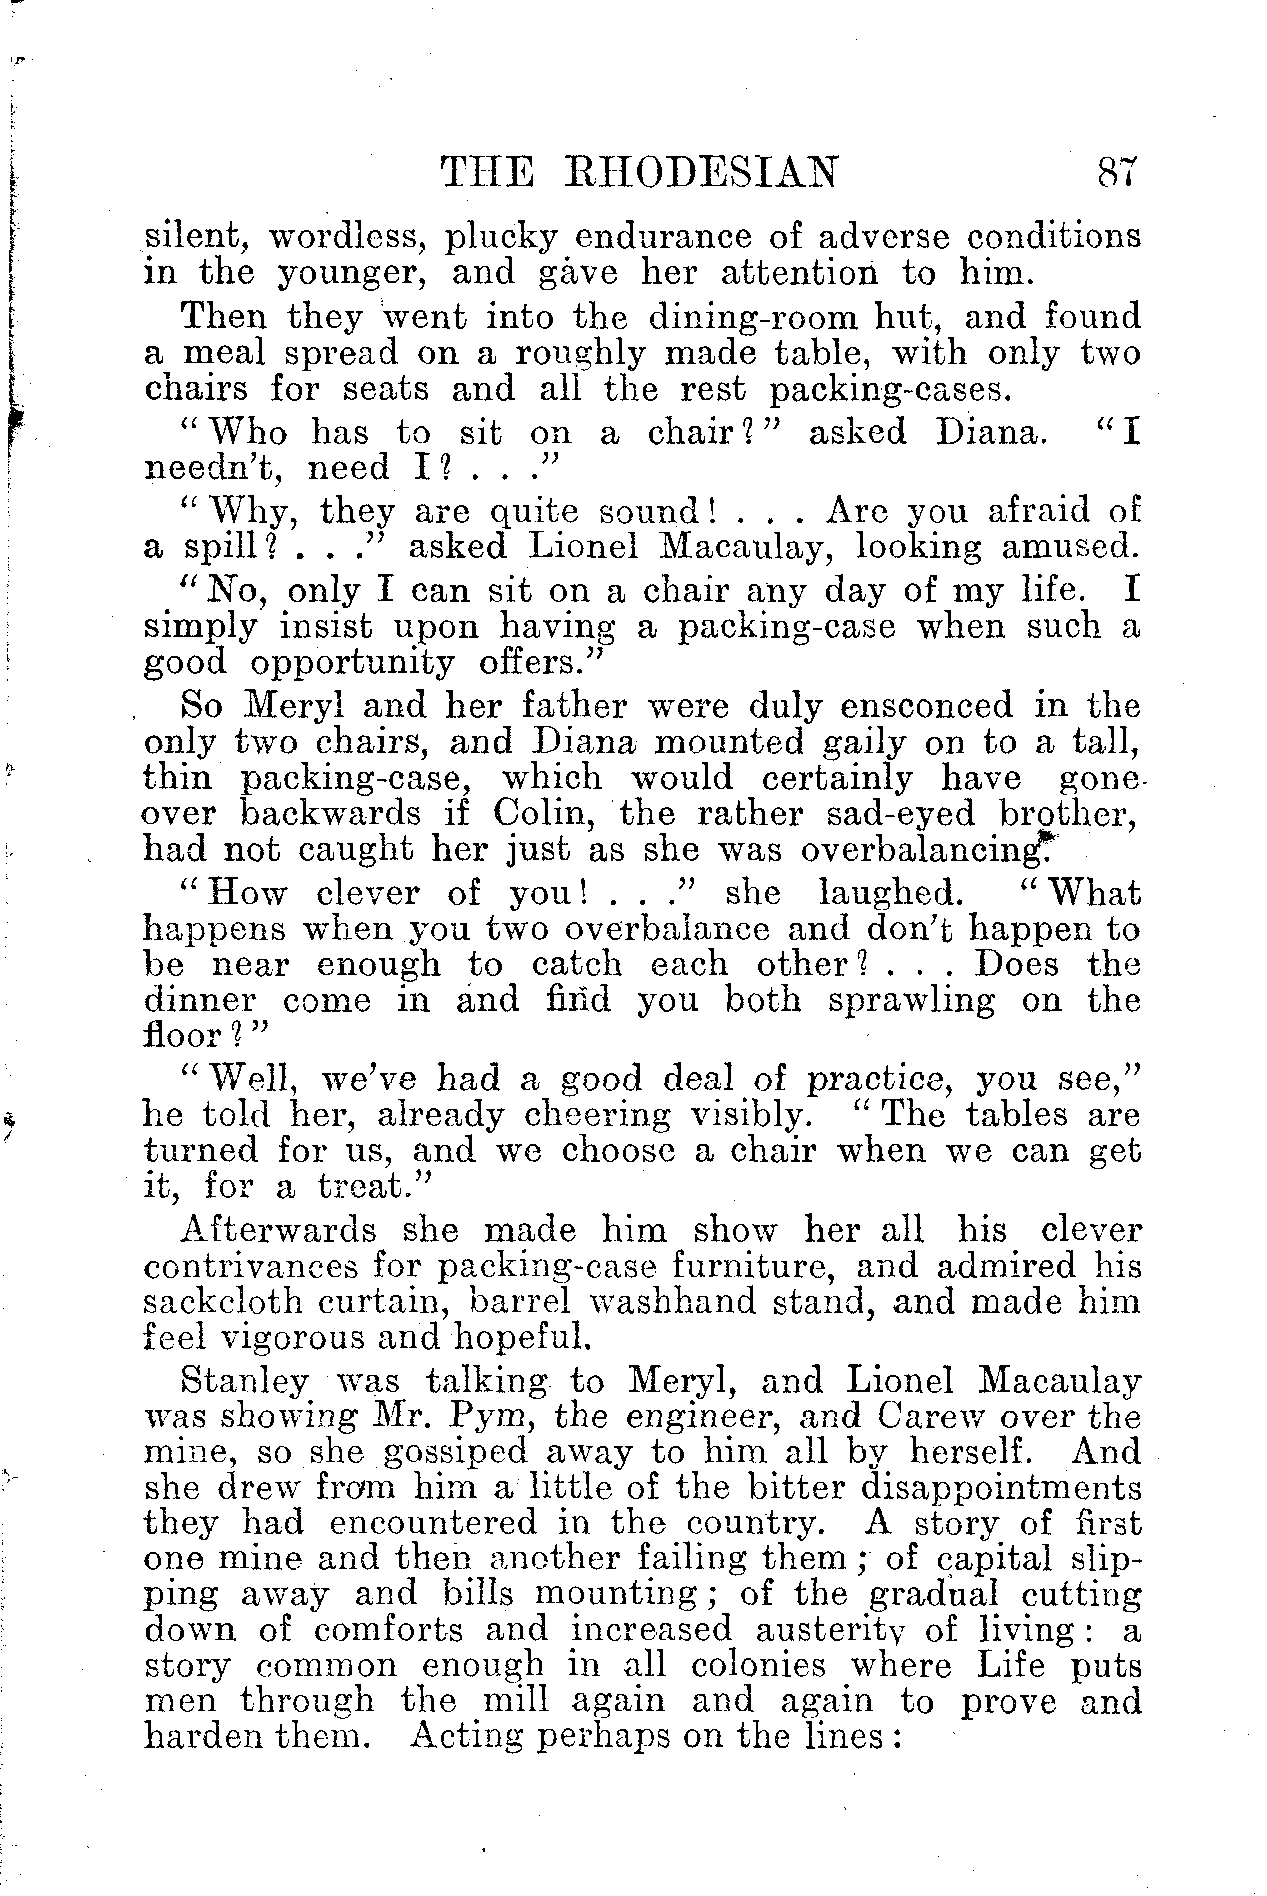 THE RHODESIAN 87
silent, wordless, plucky endurance of adverse conditions
in the younger, and gave her attention to him.
Then they went into the dining-room hut, and found
a meal spread on a roughly made table, with only two
chairs for seats and all the rest packing-cases.
“Who has to sit on a chair?” asked Diana. “I
needn't, need I? . . .”
“Why, they are quite sound! . . . Are you afraid of
a spill? . . .” asked Lionel Macaulay, looking amused.
“No, only I can sit on a chair any day of my life. I
simply insist upon having a packing-case when such a
good opportunity offers.”
So Meryl and her father were duly ensconced in the
only two chairs, and Diana mounted gaily on to a tall,
thin packing-case, which would certainly have gone
over backwards if Colin, the rather sad-eyed brother,
had not caught her just as she was overbalancing.
“How clever of you! . . .” she laughed. “What
happens when you two overbalance and don't happen to
be near enough to catch each other? . . . Does the
dinner come in and find you both sprawling on the
floor?”
“Well, we've had a good deal of practice, you see,”
he told her, already cheering visibly. “The tables are
turned for us, and we choose a chair when we can get
it, for a treat.”
Afterwards she made him show her all his clever
contrivances for packing-case furniture, and admired his
sackcloth curtain, barrel washhand stand, and made him
feel vigorous and hopeful.
Stanley was talking to Meryl, and Lionel Macaulay
was showing Mr. Pym, the engineer, and Carew over the
mine, so she gossiped away to him all by herself. And
she drew from him a little of the bitter disappointments
they had encountered in the country. A story of first
one mine and then another failing them; of capital slip-
ping away and bills mounting; of the gradual cutting
down of comforts and increased austerity of living: a
story common enough in all colonies where Life puts
men through the mill again and again to prove and
harden them. Acting perhaps on the lines: